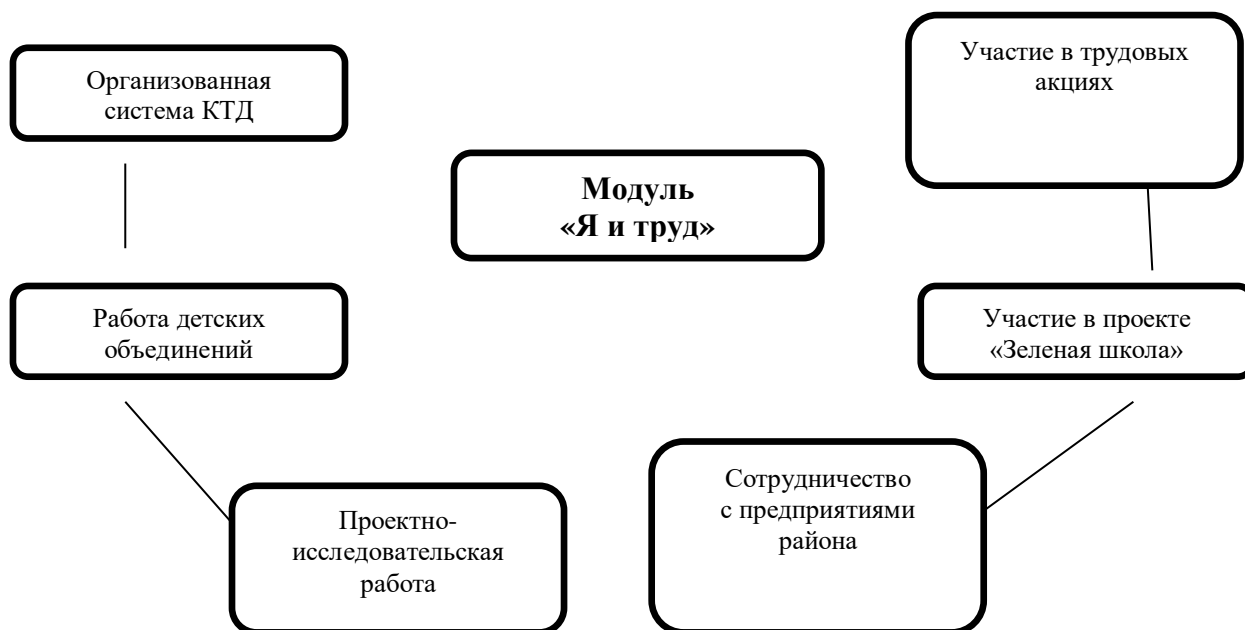 Организованная
система КТД
Участие в трудовых
акциях
Модуль
«Я и труд»
Работа детских
объединений
Участие в проекте
«Зеленая школа»
Проектно-
исследовательская
работа
Сотрудничество
с предприятиями
района